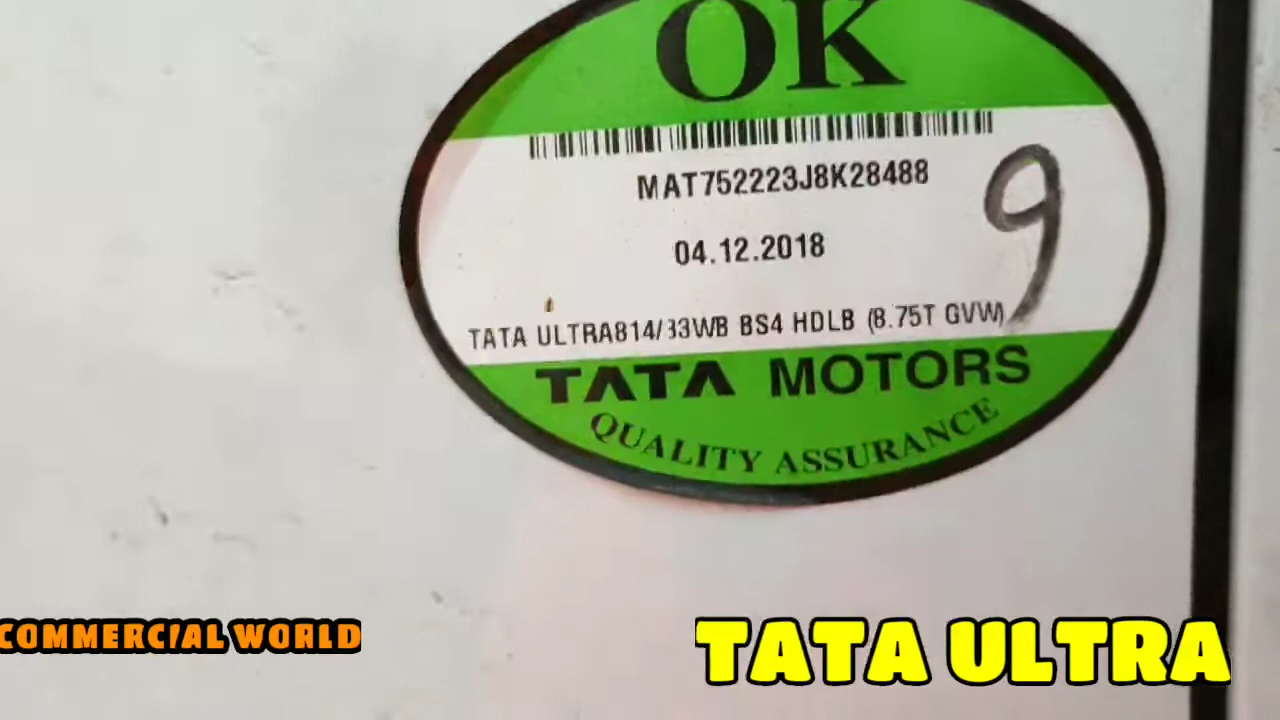 OK
MAT752223J8K28488
9
04.12.2018
TATA ULTRA814/33WB BS4 HDLB (8.75T GVW)
TATA MOTORS
QUALITY ASSURANCE
COMMERCIAL WORLD
TATA ULTRA